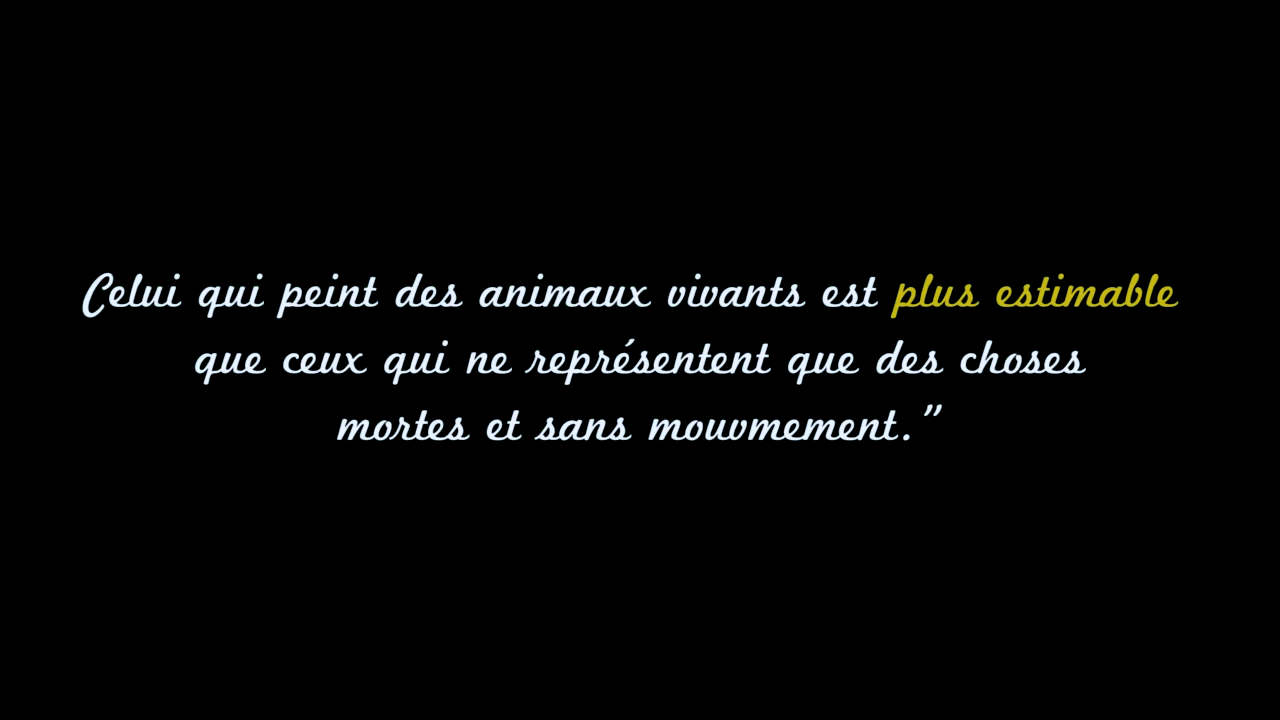 Celui qui peint des animaux vivants est plus estimable
que ceux qui ne représentent que des choses
mortes et sans mouvmement.”